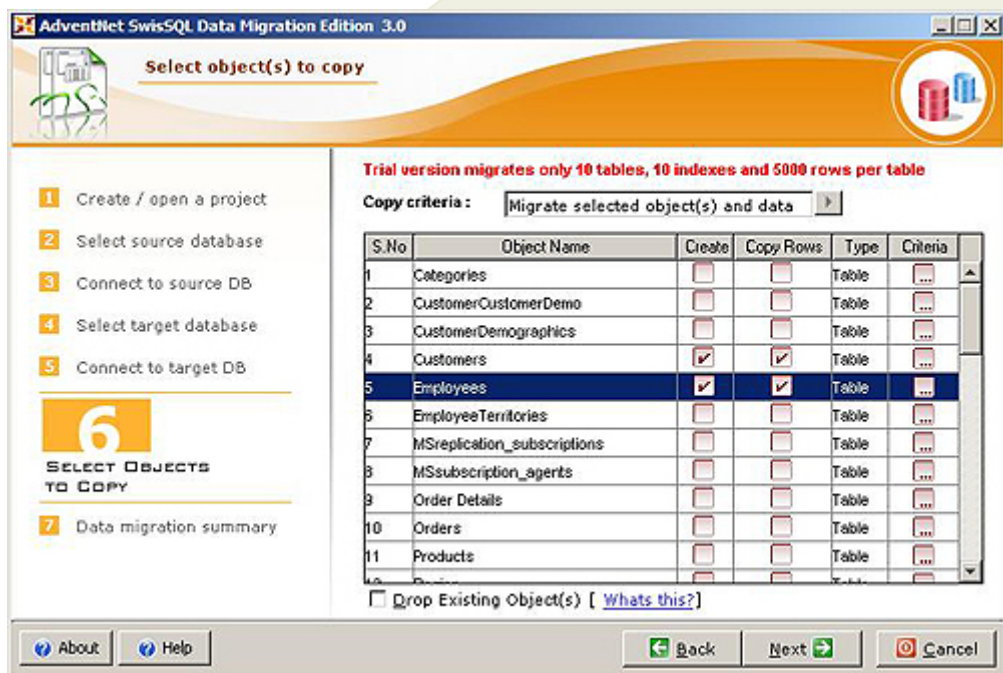 AdventNet SwisSQL Data Migration Edition 3.0
Select object(s) to copy
1 Create / open a project
2 Select source database
3 Connect to source DB
4 Select target database
5 Connect to target DB
6
SELECT OBJECTS
TO COPY
7 Data migration summary
Trial version migrates only 10 tables, 10 indexes and 5000 rows per table
Copy criteria : Migrate selected object(s) and data
S.No Object Name Create Copy Rows Type Criteria
1 Categories Table ...
2 CustomerCustomerDemo Table ...
3 CustomerDemographics Table ...
4 Customers Table ...
5 Employees Table ...
6 EmployeeTerritories Table ...
7 MSreplication_subscriptions Table ...
8 MSsubscription_agents Table ...
9 Order Details Table ...
10 Orders Table ...
11 Products Table ...
Drop Existing Object(s) [ Whats this?]
About Help Back Next Cancel